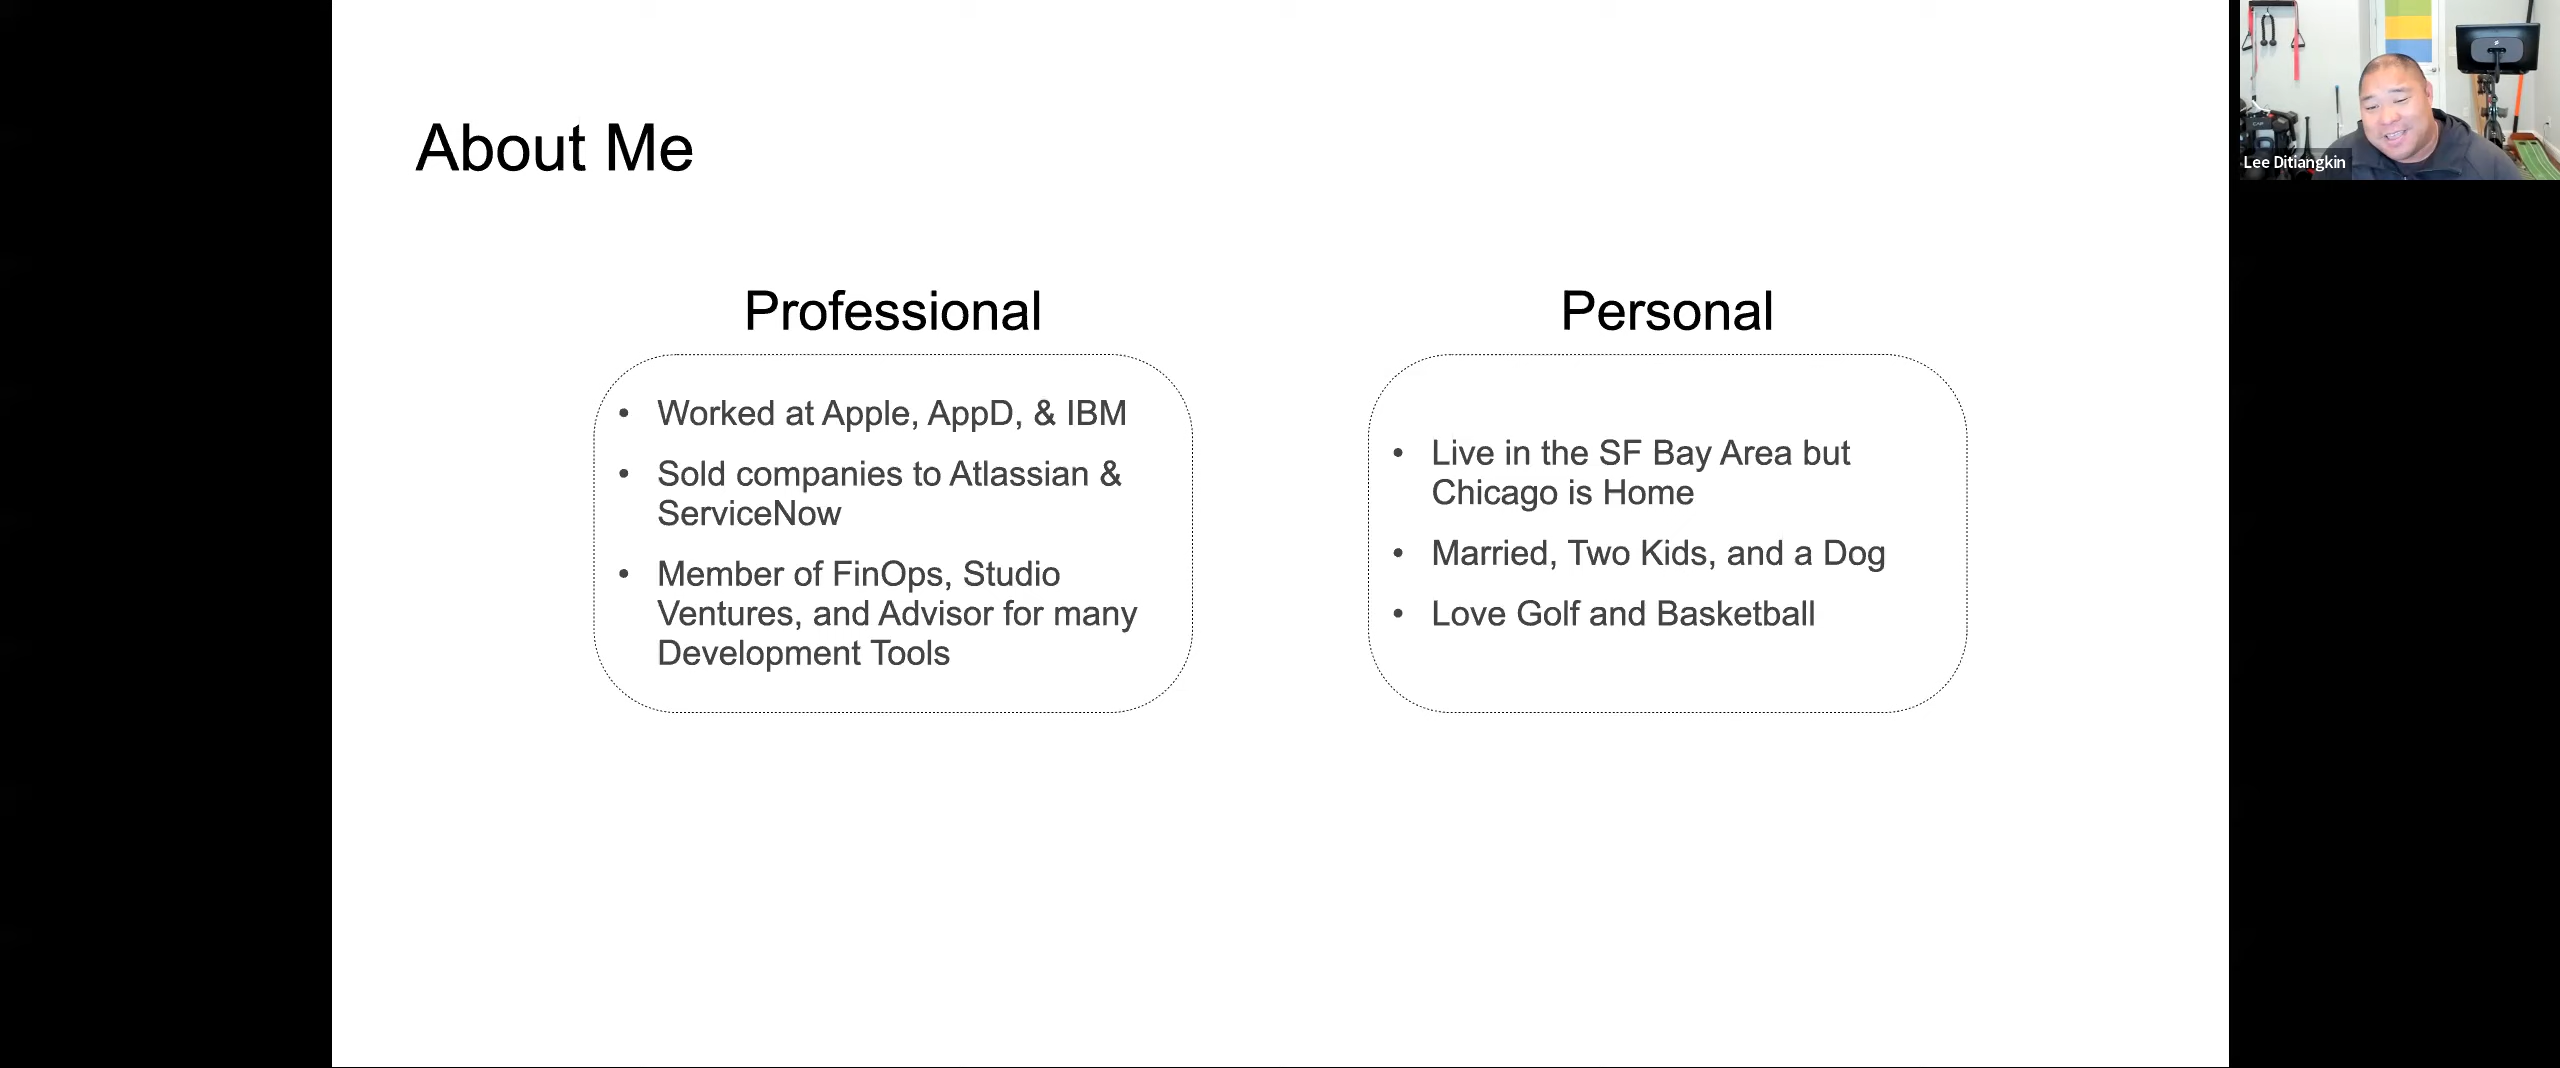 About Me
Professional
• Worked at Apple, AppD, & IBM
• Sold companies to Atlassian &
ServiceNow
• Member of FinOps, Studio
Ventures, and Advisor for many
Development Tools
Personal
• Live in the SF Bay Area but
Chicago is Home
• Married, Two Kids, and a Dog
• Love Golf and Basketball
Lee Ditiangkin